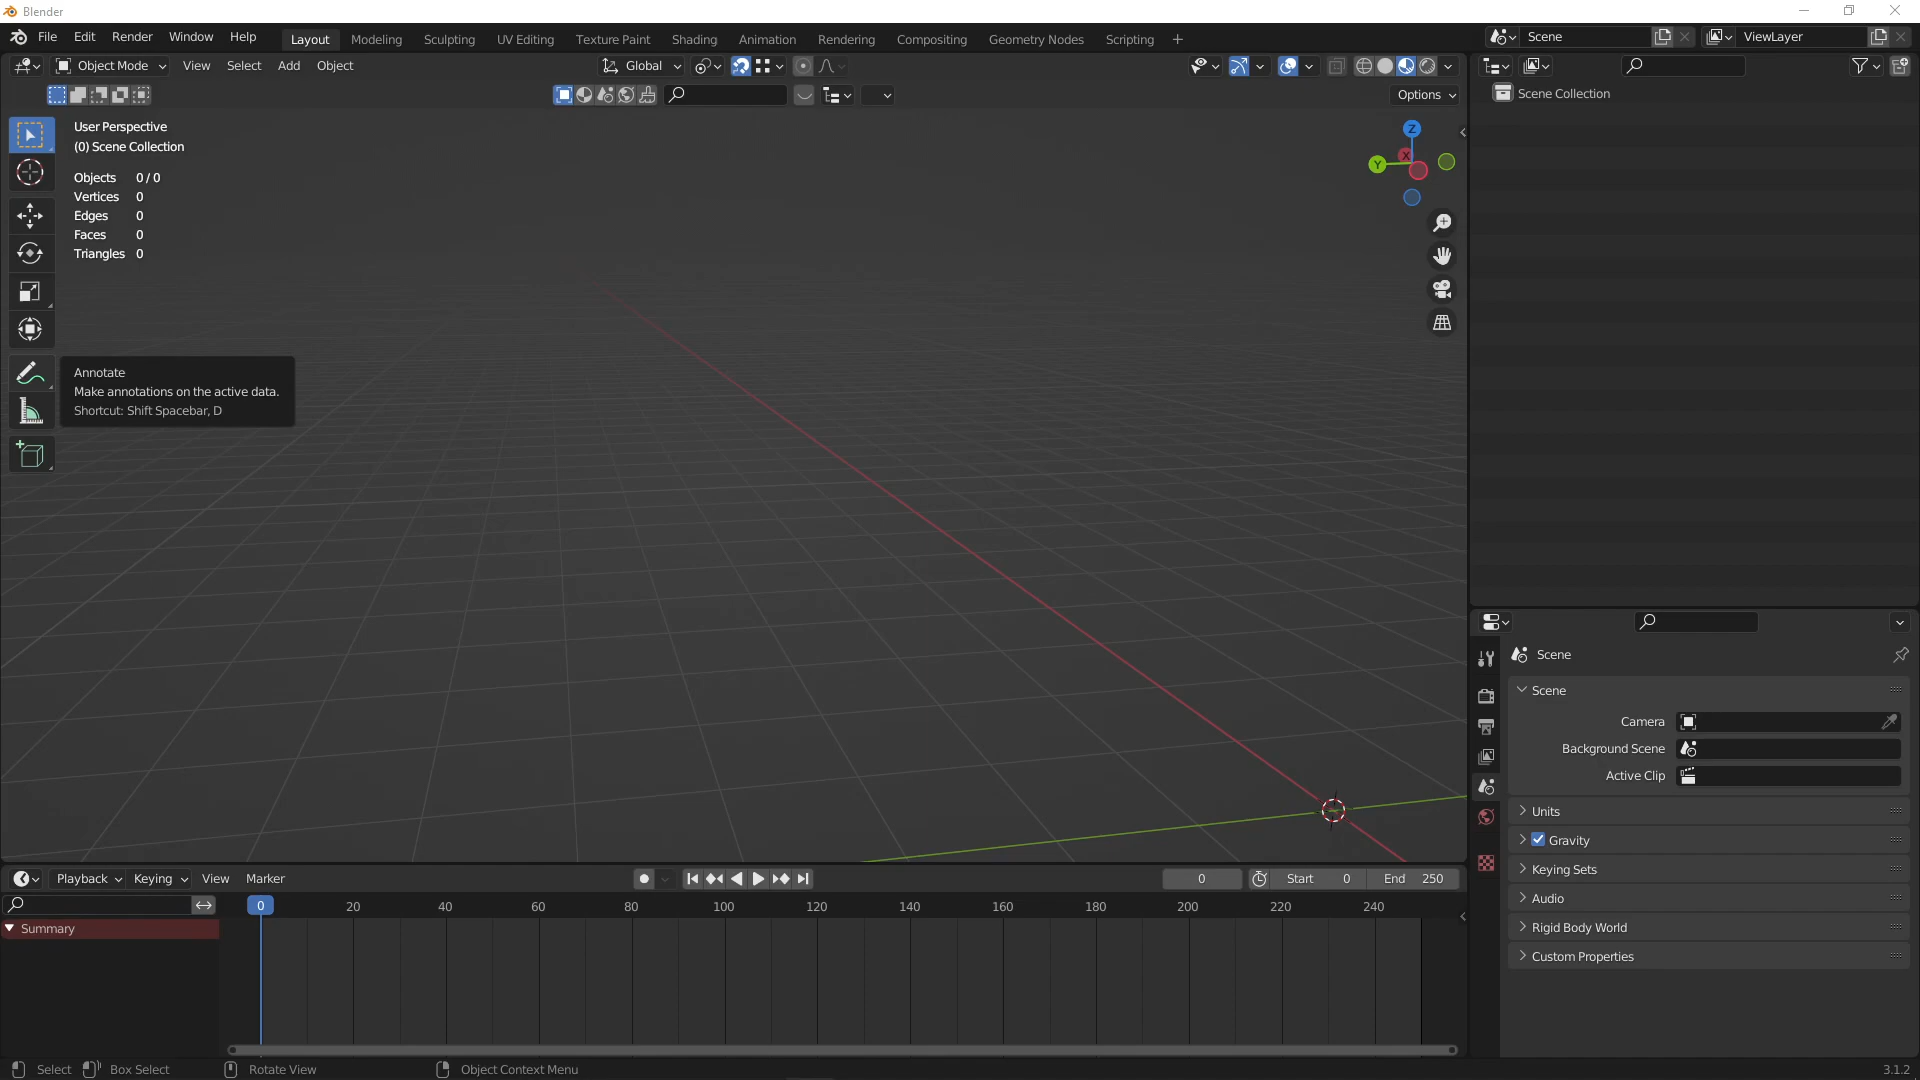 Blender
File Edit Render Window Help Layout Modeling Sculpting UV Editing Texture Paint Shading Animation Rendering Compositing Geometry Nodes Scripting + Scene ViewLayer
Object Mode View Select Add Object Global
Options
Scene Collection
User Perspective
(0) Scene Collection
Objects 0 / 0
Vertices 0
Edges 0
Faces 0
Triangles 0
Z
X
Y
Annotate
Make annotations on the active data.
Shortcut: Shift Spacebar, D
Scene
Scene
Camera
Background Scene
Active Clip
Units
Gravity
Keying Sets
Audio
Rigid Body World
Custom Properties
Playback Keying View Marker 0 Start 0 End 250
0 20 40 60 80 100 120 140 160 180 200 220 240
Summary
Select Box Select Rotate View Object Context Menu 3.1.2